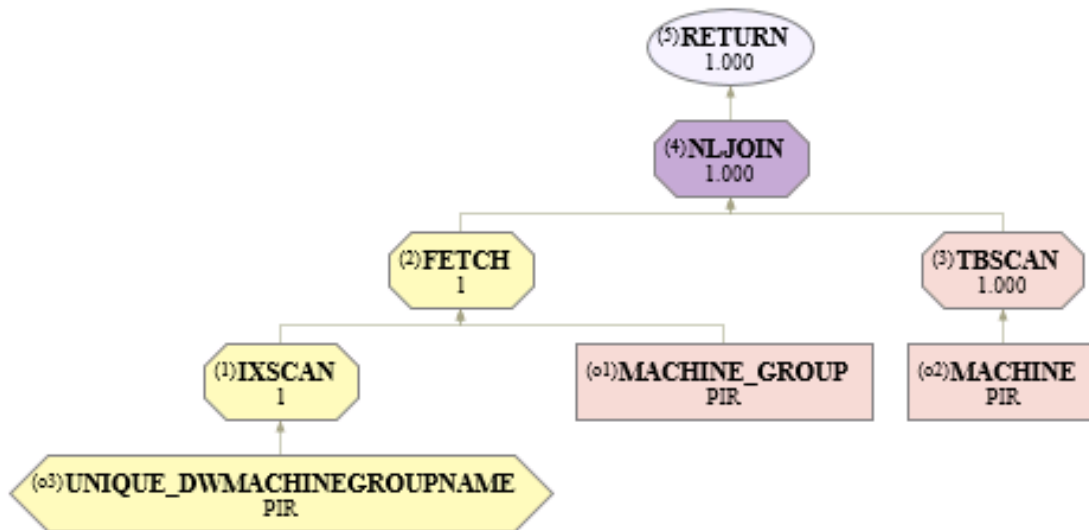 (5)RETURN
1.000
(4)NLJOIN
1.000
(2)FETCH
1
(3)TBSCAN
1.000
(1)IXSCAN
1
(o1)MACHINE_GROUP
PIR
(o2)MACHINE
PIR
(o3)UNIQUE_DWMACHINEGROUPNAME
PIR